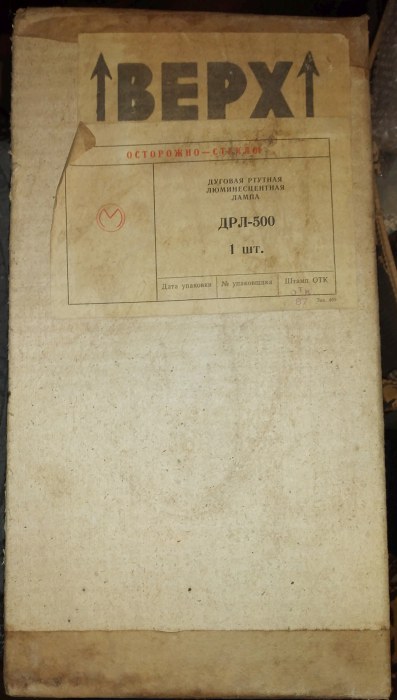 ВЕРХ
ОСТОРОЖНО—СТЕКЛО
ДУГОВАЯ РТУТНАЯ
ЛЮМИНЕСЦЕНТНАЯ
ЛАМПА
ДРЛ-500
1 шт.
Дата упаковки № упаковщика Штамп ОТК